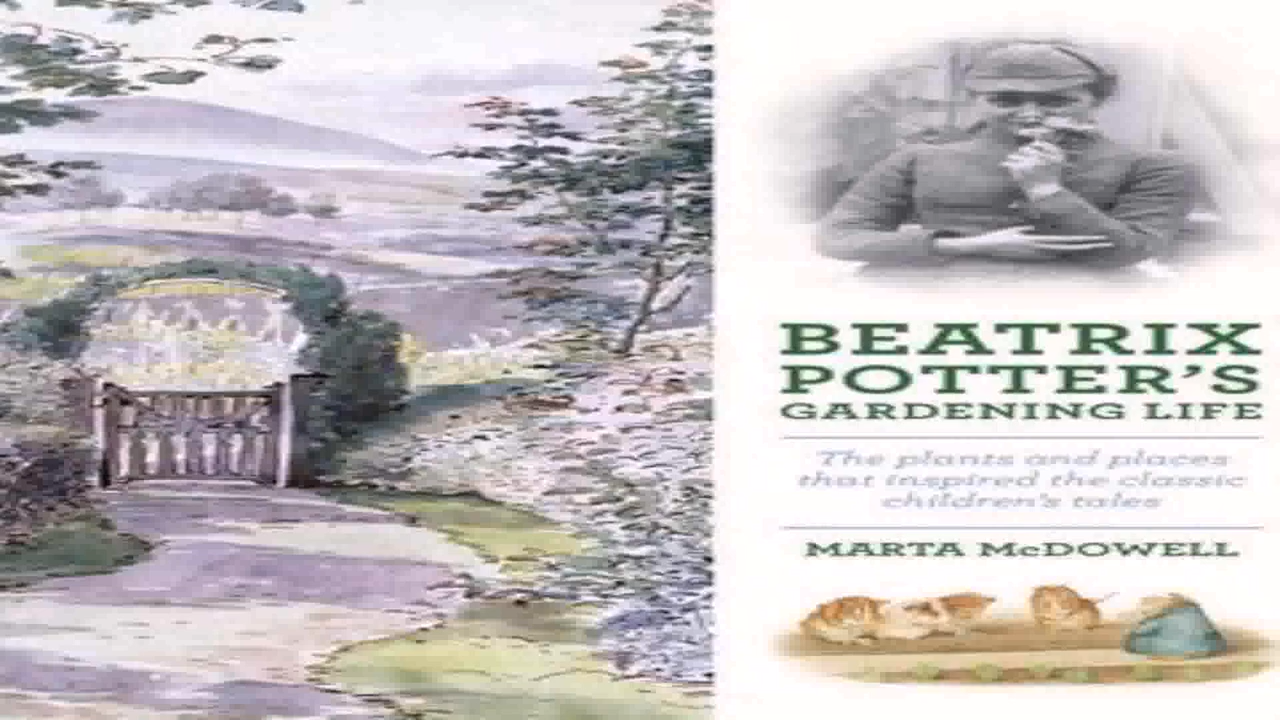 BEATRIX
POTTER'S
GARDENING LIFE
The plants and places
that inspired the classic
children's tales
MARTA McDOWELL